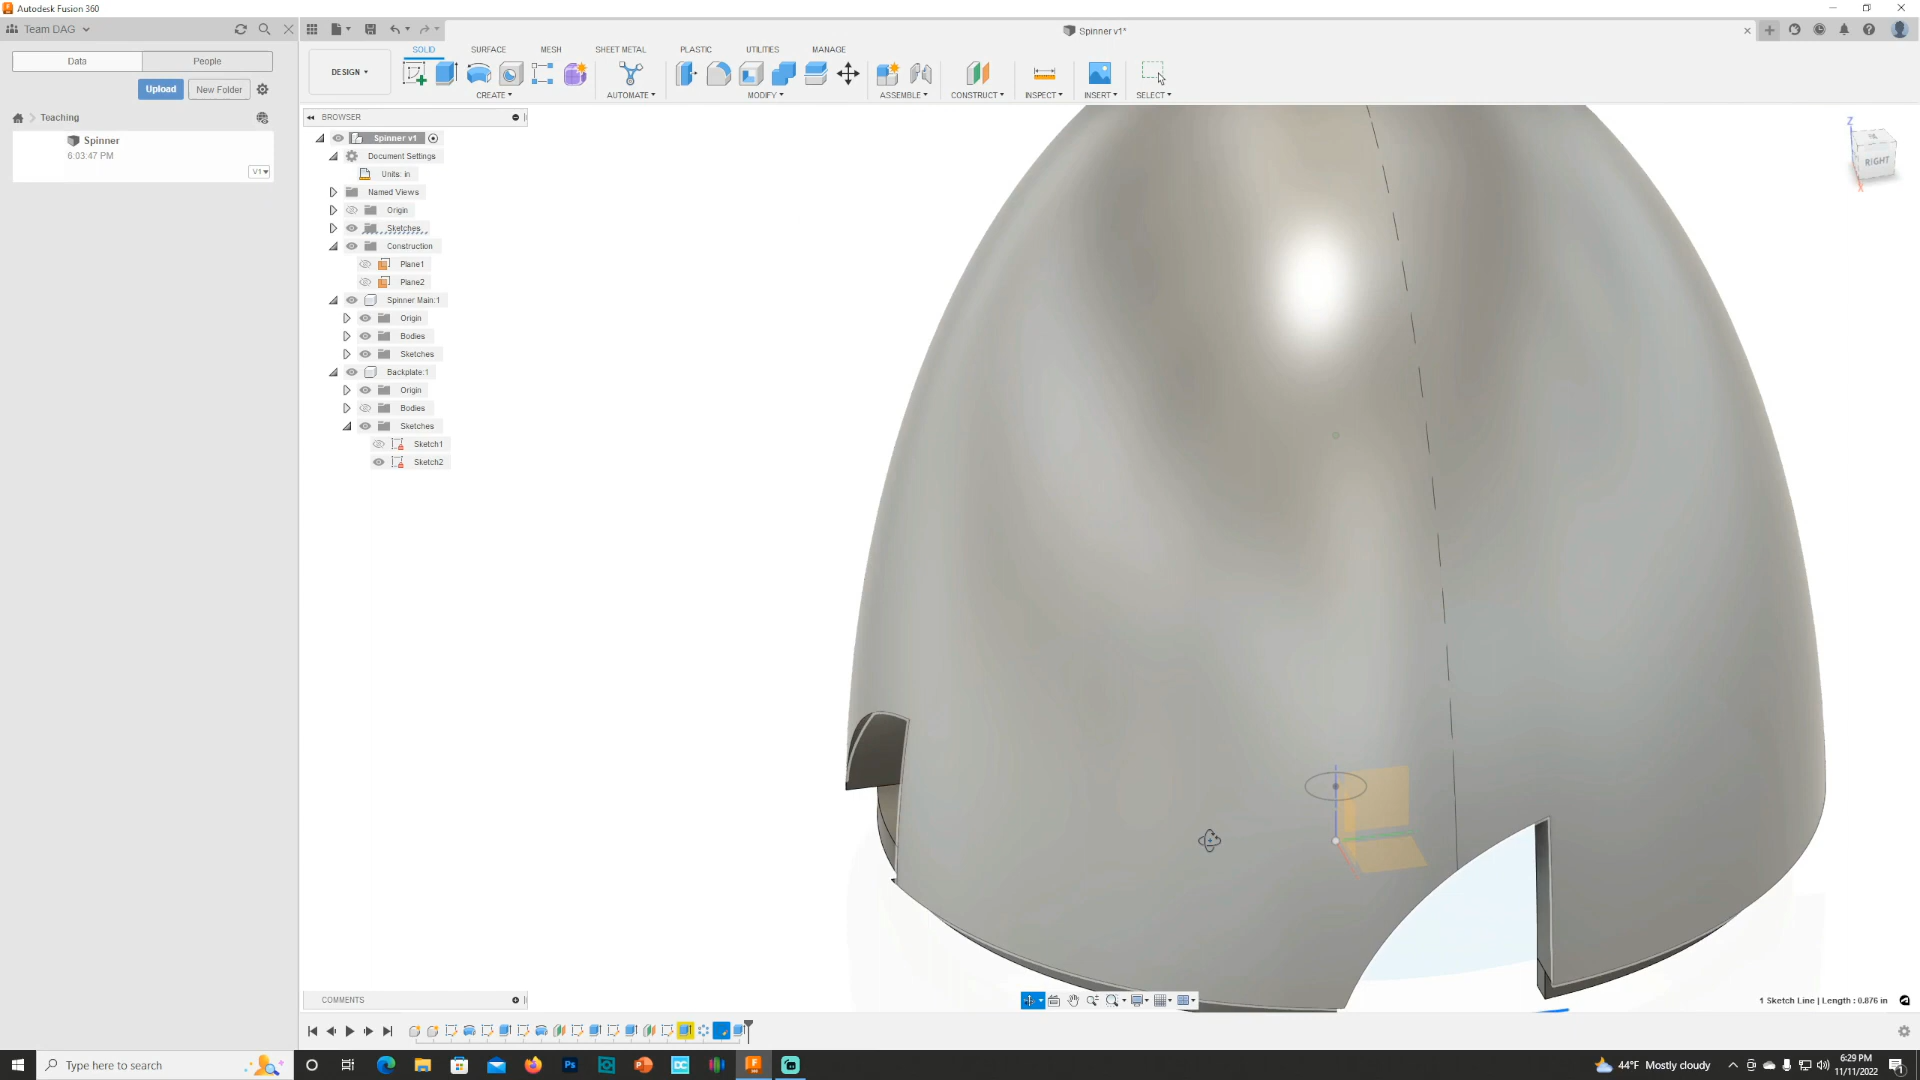 Autodesk Fusion 360
Team DAG
Spinner v1*
Data
People
SOLID
SURFACE
MESH
SHEET METAL
PLASTIC
UTILITIES
MANAGE
DESIGN
Upload
New Folder
CREATE
AUTOMATE
MODIFY
ASSEMBLE
CONSTRUCT
INSPECT
INSERT
SELECT
Teaching
BROWSER
Spinner
6:03:47 PM
V1
Spinner v1
Document Settings
Units: in
Named Views
Origin
Sketches
Construction
Plane1
Plane2
Spinner Main:1
Origin
Bodies
Sketches
Backplate:1
Origin
Bodies
Sketches
Sketch1
Sketch2
Z
RIGHT
X
COMMENTS
1 Sketch Line | Length : 0.876 in
Type here to search
44°F Mostly cloudy
6:29 PM
11/11/2022